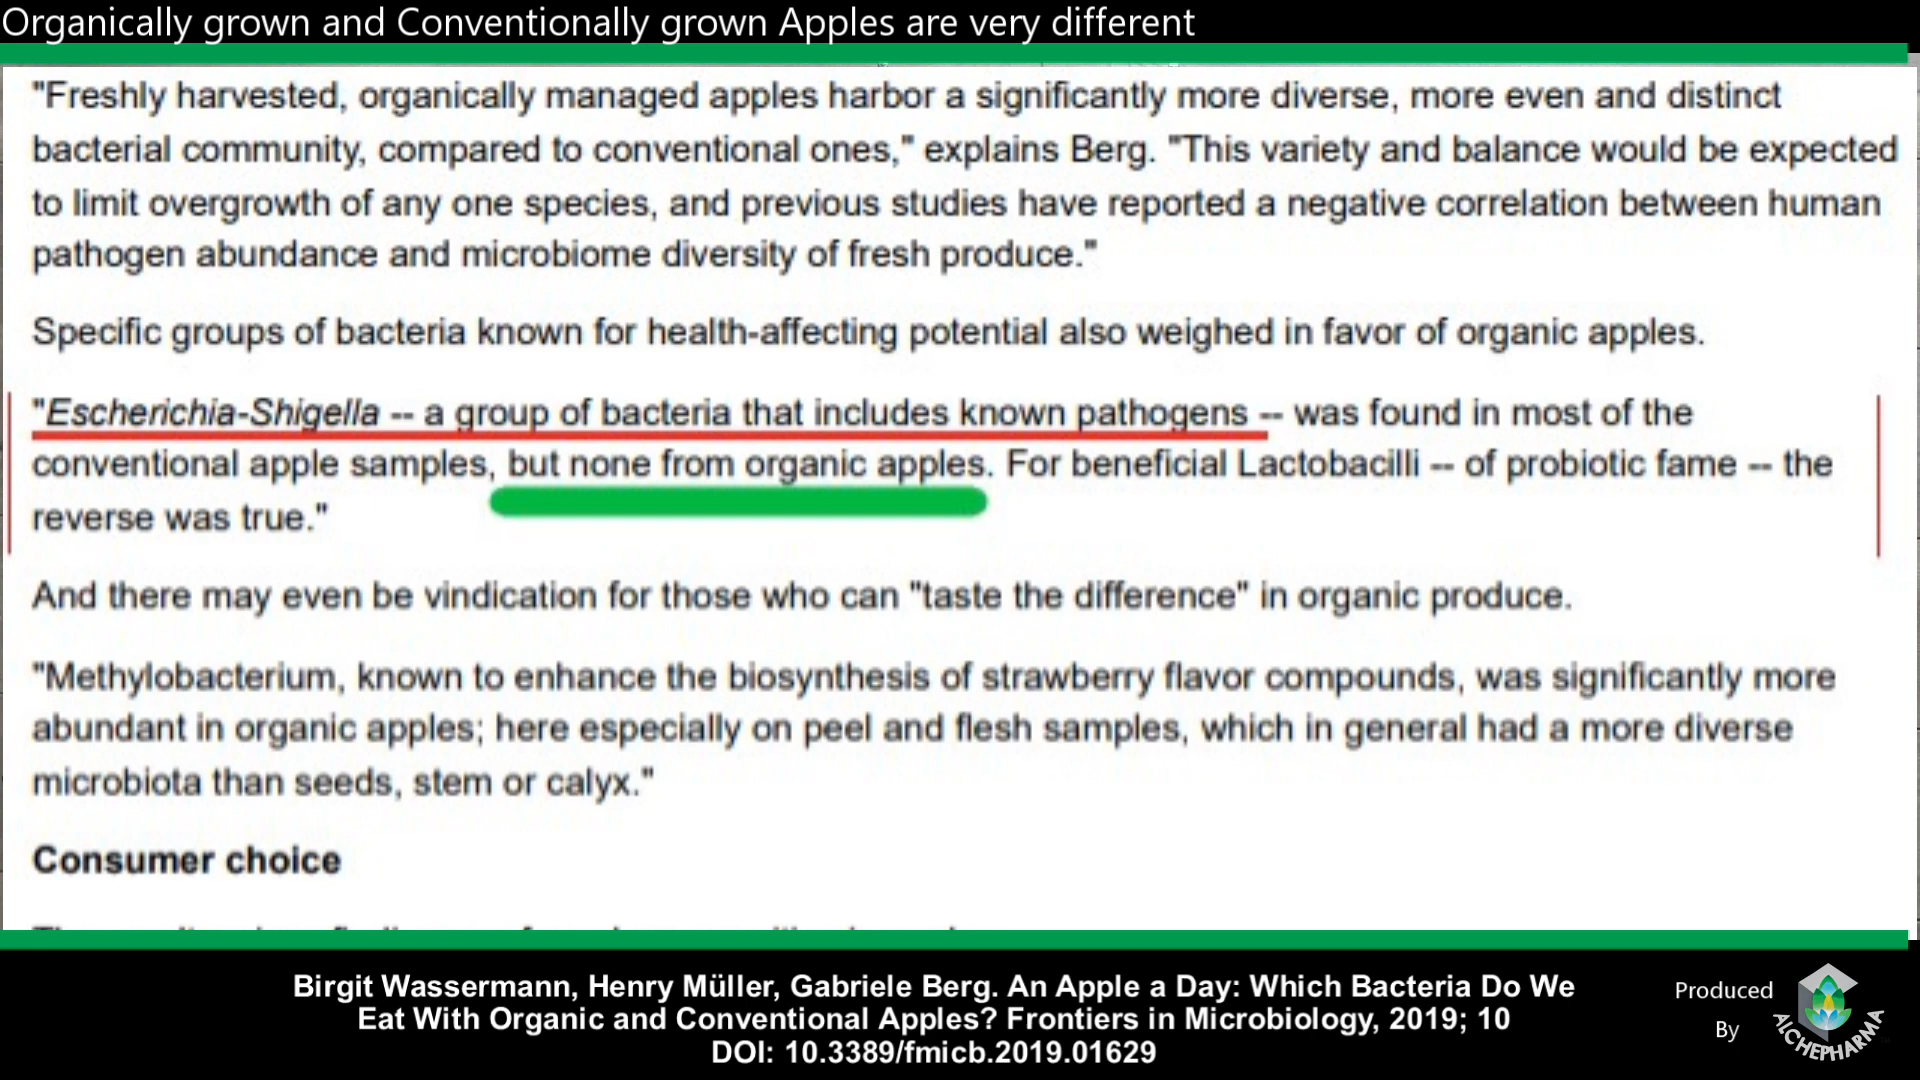 Organically grown and Conventionally grown Apples are very different
"Freshly harvested, organically managed apples harbor a significantly more diverse, more even and distinct
bacterial community, compared to conventional ones," explains Berg. "This variety and balance would be expected
to limit overgrowth of any one species, and previous studies have reported a negative correlation between human
pathogen abundance and microbiome diversity of fresh produce."
Specific groups of bacteria known for health-affecting potential also weighed in favor of organic apples.
"Escherichia-Shigella -- a group of bacteria that includes known pathogens -- was found in most of the
conventional apple samples, but none from organic apples. For beneficial Lactobacilli -- of probiotic fame -- the
reverse was true."
And there may even be vindication for those who can "taste the difference" in organic produce.
"Methylobacterium, known to enhance the biosynthesis of strawberry flavor compounds, was significantly more
abundant in organic apples; here especially on peel and flesh samples, which in general had a more diverse
microbiota than seeds, stem or calyx."
Consumer choice
Birgit Wassermann, Henry Müller, Gabriele Berg. An Apple a Day: Which Bacteria Do We
Eat With Organic and Conventional Apples? Frontiers in Microbiology, 2019; 10
DOI: 10.3389/fmicb.2019.01629
Produced
By
ALCHEPHARMA